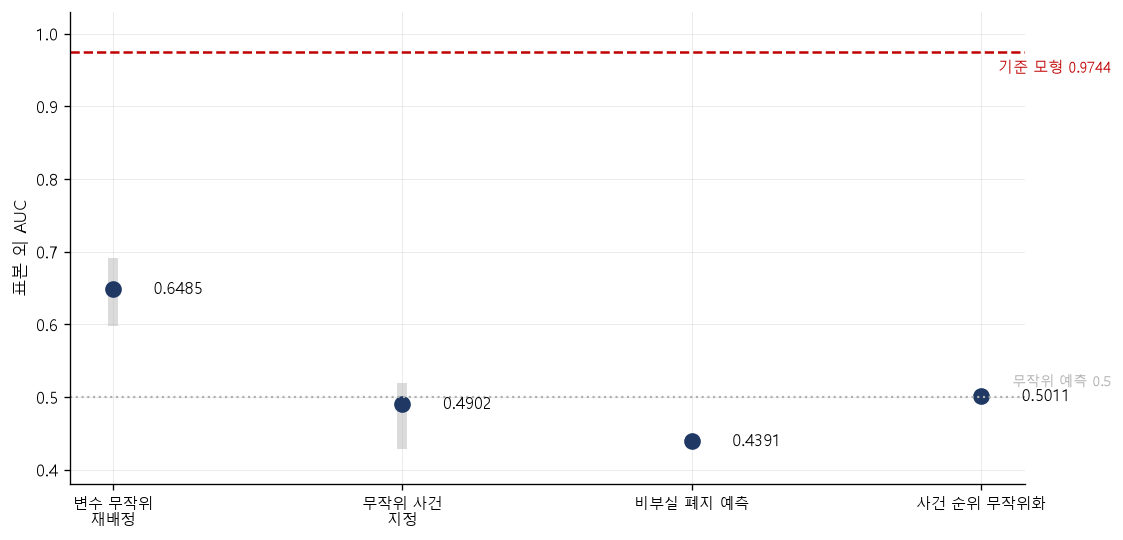 1.0
기준 모형 0.9744
0.9
0.8
표본 외 AUC
0.7
0.6485
0.6
무작위 예측 0.5
0.5
0.5011
0.4902
0.4391
0.4
변수 무작위
재배정
무작위 사건
지정
비부실 폐지 예측
사건 순위 무작위화